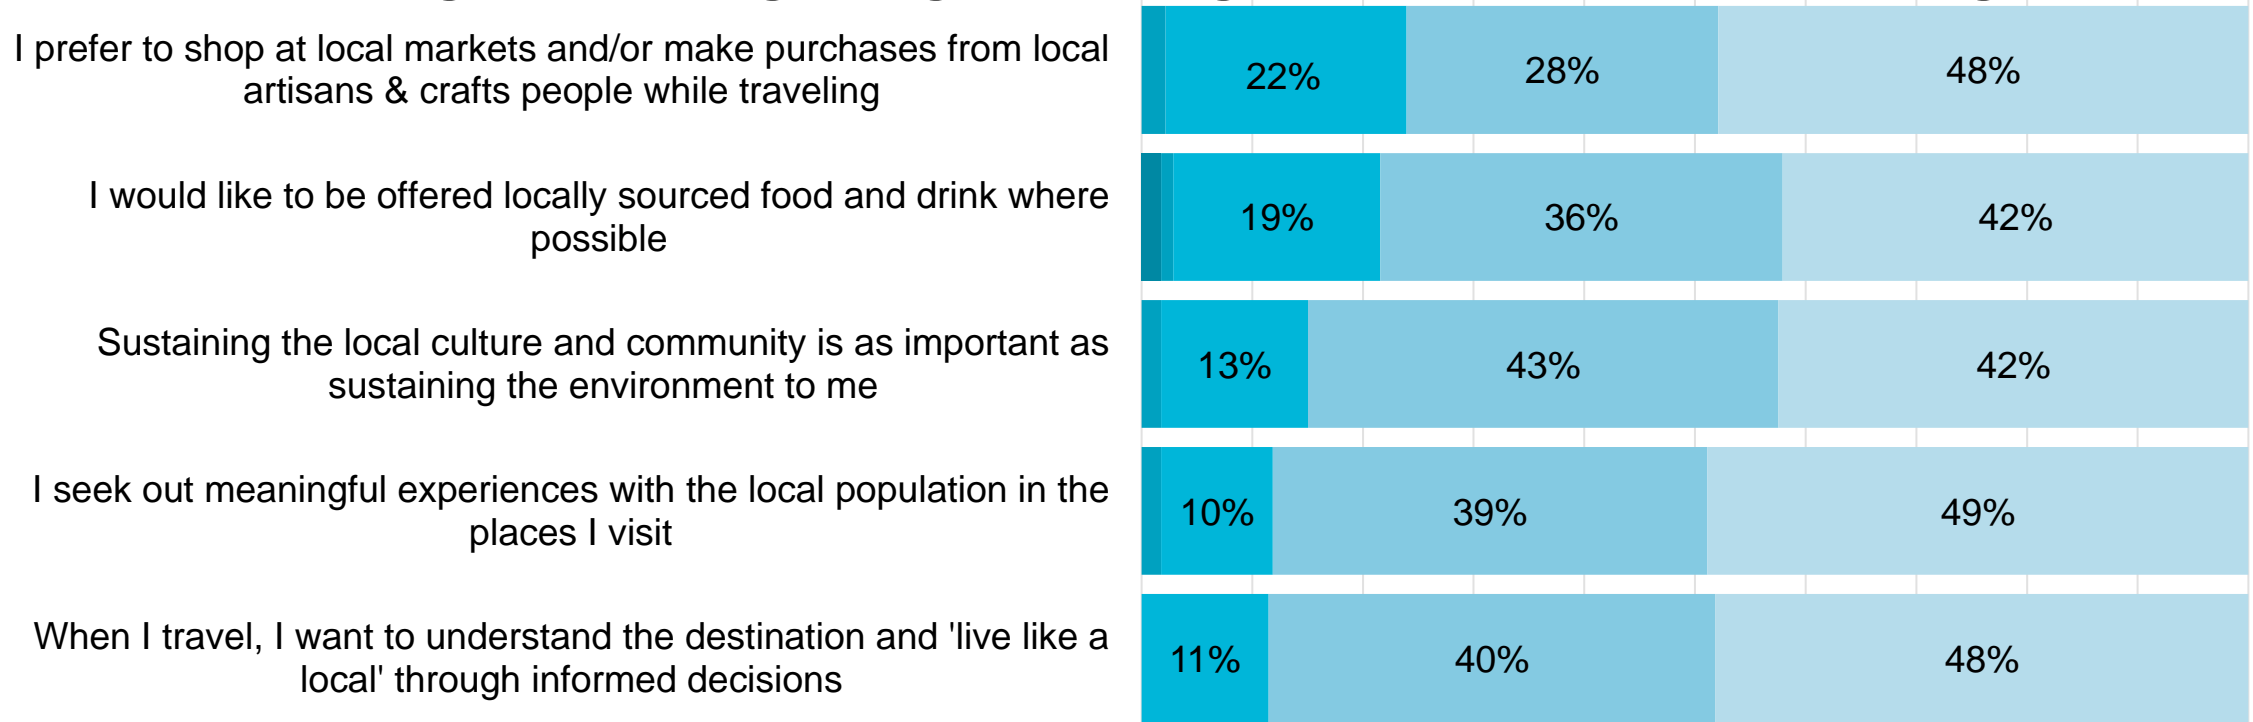 I prefer to shop at local markets and/or make purchases from local
artisans & crafts people while traveling
22% 28% 48%
I would like to be offered locally sourced food and drink where
possible
19% 36% 42%
Sustaining the local culture and community is as important as
sustaining the environment to me
13% 43% 42%
I seek out meaningful experiences with the local population in the
places I visit
10% 39% 49%
When I travel, I want to understand the destination and 'live like a
local' through informed decisions
11% 40% 48%